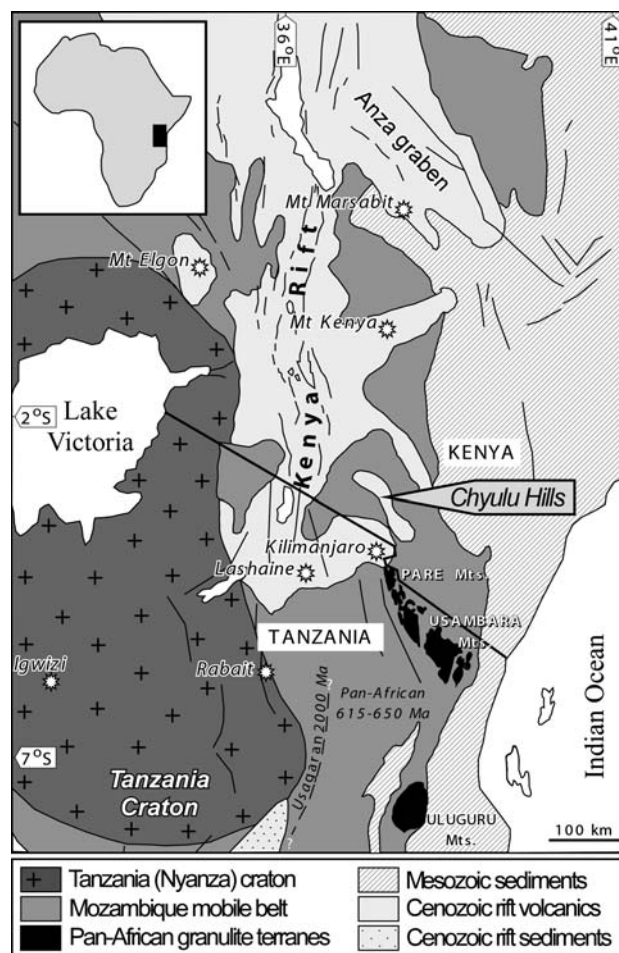 36°E
41°E
Anza graben
Mt Marsabit
Mt Elgon
Kenya Rift
Mt Kenya
2°S
Lake
Victoria
KENYA
Chyulu Hills
Kilimanjaro
Lashaine
PARE Mts.
USAMBARA
Mts.
TANZANIA
Igwizi
Rabait
Pan-African
615-650 Ma
? Usagaran 2000 Ma ?
Indian Ocean
7°S
Tanzania
Craton
ULUGURU
Mts.
100 km
Tanzania (Nyanza) craton
Mozambique mobile belt
Pan-African granulite terranes
Mesozoic sediments
Cenozoic rift volcanics
Cenozoic rift sediments